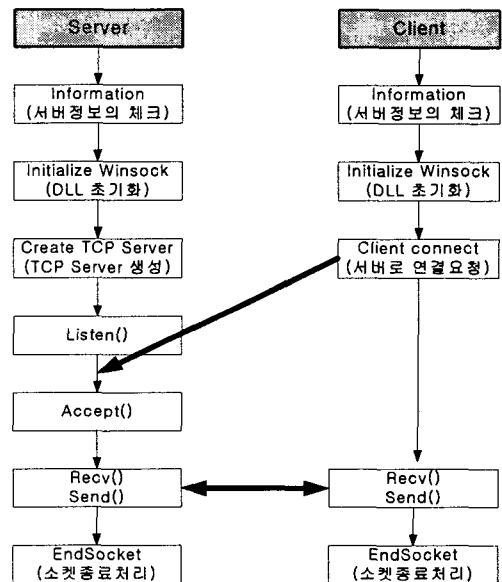 Server
Information
(서버정보의 체크)
Initialize Winsock
(DLL 초기화)
Create TCP Server
(TCP Server 생성)
Listen()
Accept()
Recv()
Send()
EndSocket
(소켓종료처리)
Client
Information
(서버정보의 체크)
Initialize Winsock
(DLL 초기화)
Client connect
(서버로 연결요청)
Recv()
Send()
EndSocket
(소켓종료처리)